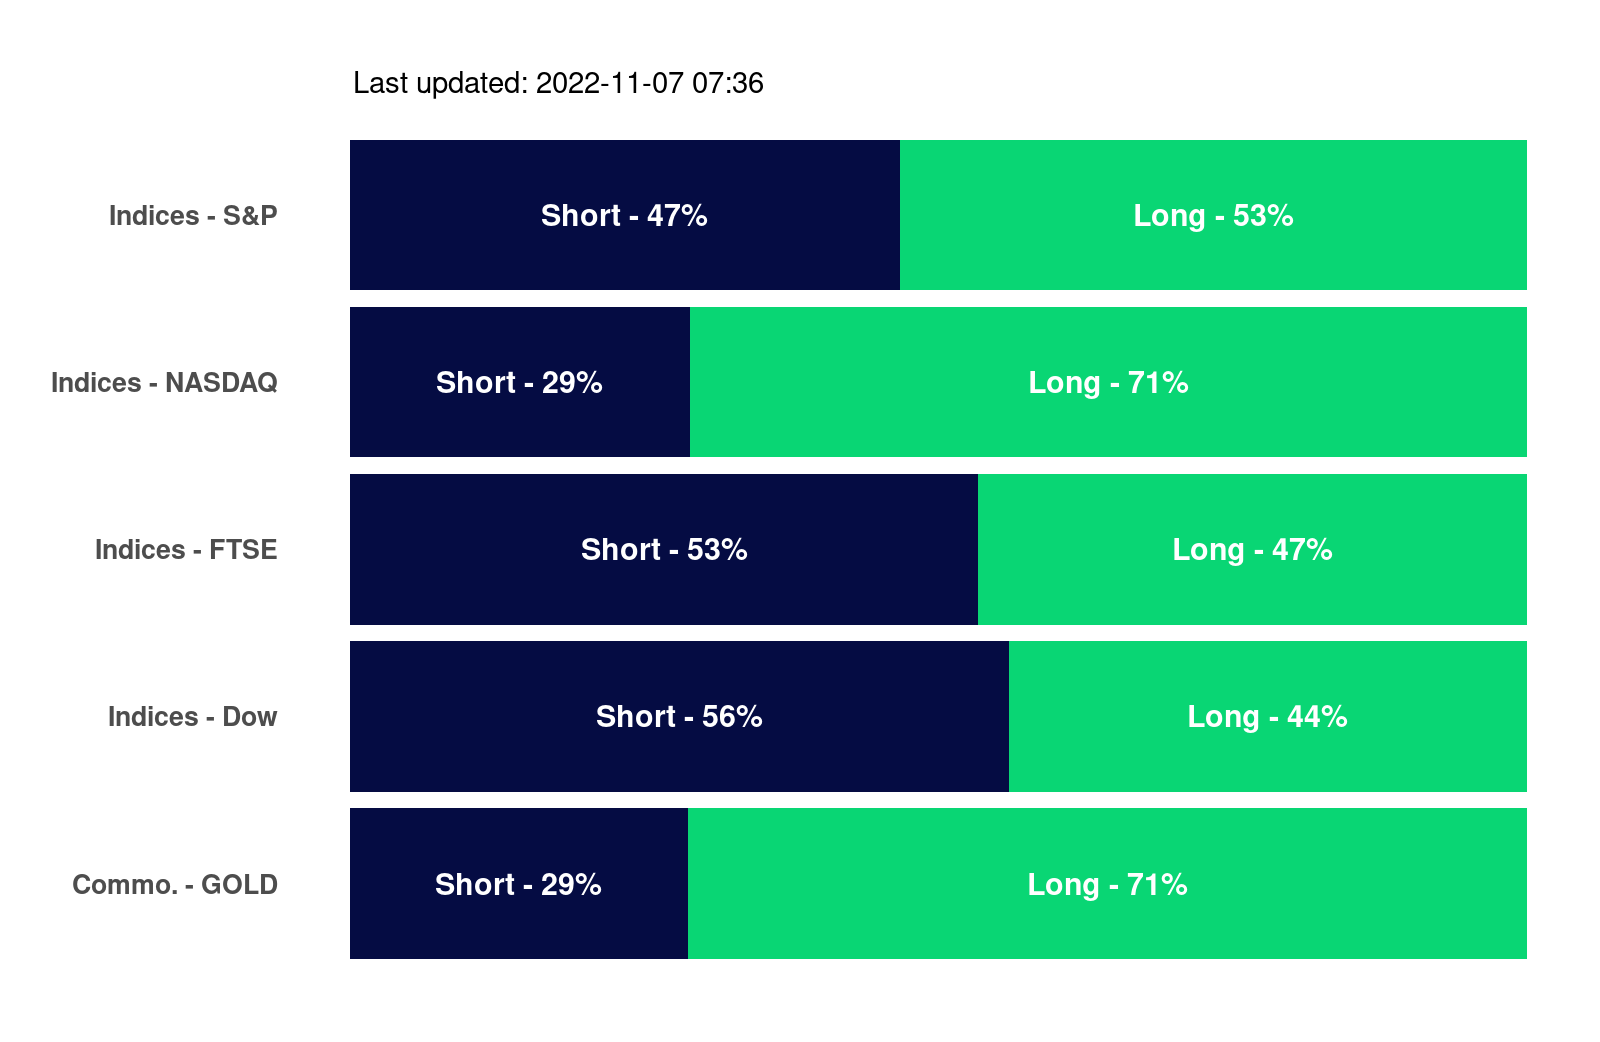 Last updated: 2022-11-07 07:36
Indices - S&P Short - 47% Long - 53%
Indices - NASDAQ Short - 29% Long - 71%
Indices - FTSE Short - 53% Long - 47%
Indices - Dow Short - 56% Long - 44%
Commo. - GOLD Short - 29% Long - 71%